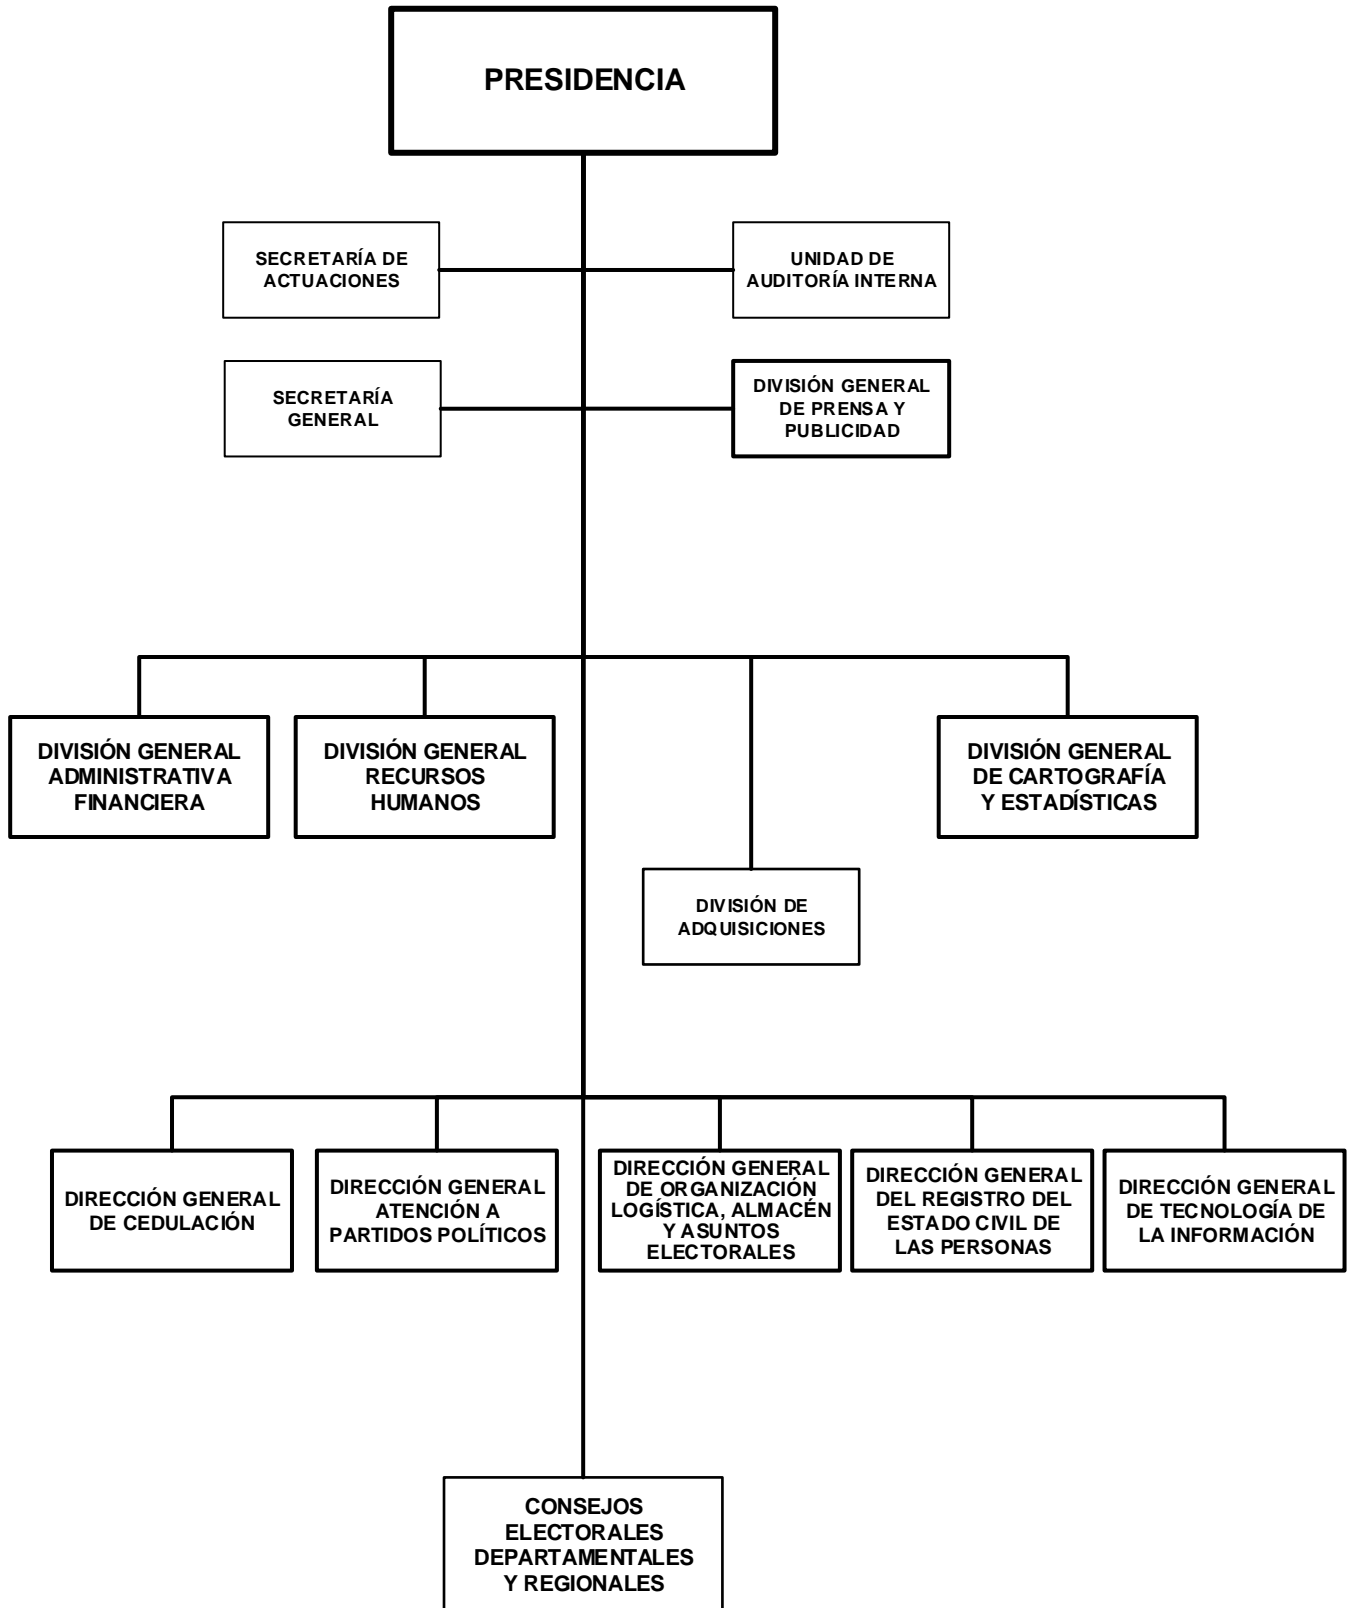 PRESIDENCIA
SECRETARÍA DE
ACTUACIONES
UNIDAD DE
AUDITORÍA INTERNA
SECRETARÍA
GENERAL
DIVISIÓN GENERAL
DE PRENSA Y
PUBLICIDAD
DIVISIÓN GENERAL
ADMINISTRATIVA
FINANCIERA
DIVISIÓN GENERAL
RECURSOS
HUMANOS
DIVISIÓN GENERAL
DE CARTOGRAFÍA
Y ESTADÍSTICAS
DIVISIÓN DE
ADQUISICIONES
DIRECCIÓN GENERAL
DE CEDULACIÓN
DIRECCIÓN GENERAL
ATENCIÓN A
PARTIDOS POLÍTICOS
DIRECCIÓN GENERAL
DE ORGANIZACIÓN
LOGÍSTICA, ALMACÉN
Y ASUNTOS
ELECTORALES
DIRECCIÓN GENERAL
DEL REGISTRO DEL
ESTADO CIVIL DE
LAS PERSONAS
DIRECCIÓN GENERAL
DE TECNOLOGÍA DE
LA INFORMACIÓN
CONSEJOS
ELECTORALES
DEPARTAMENTALES
Y REGIONALES